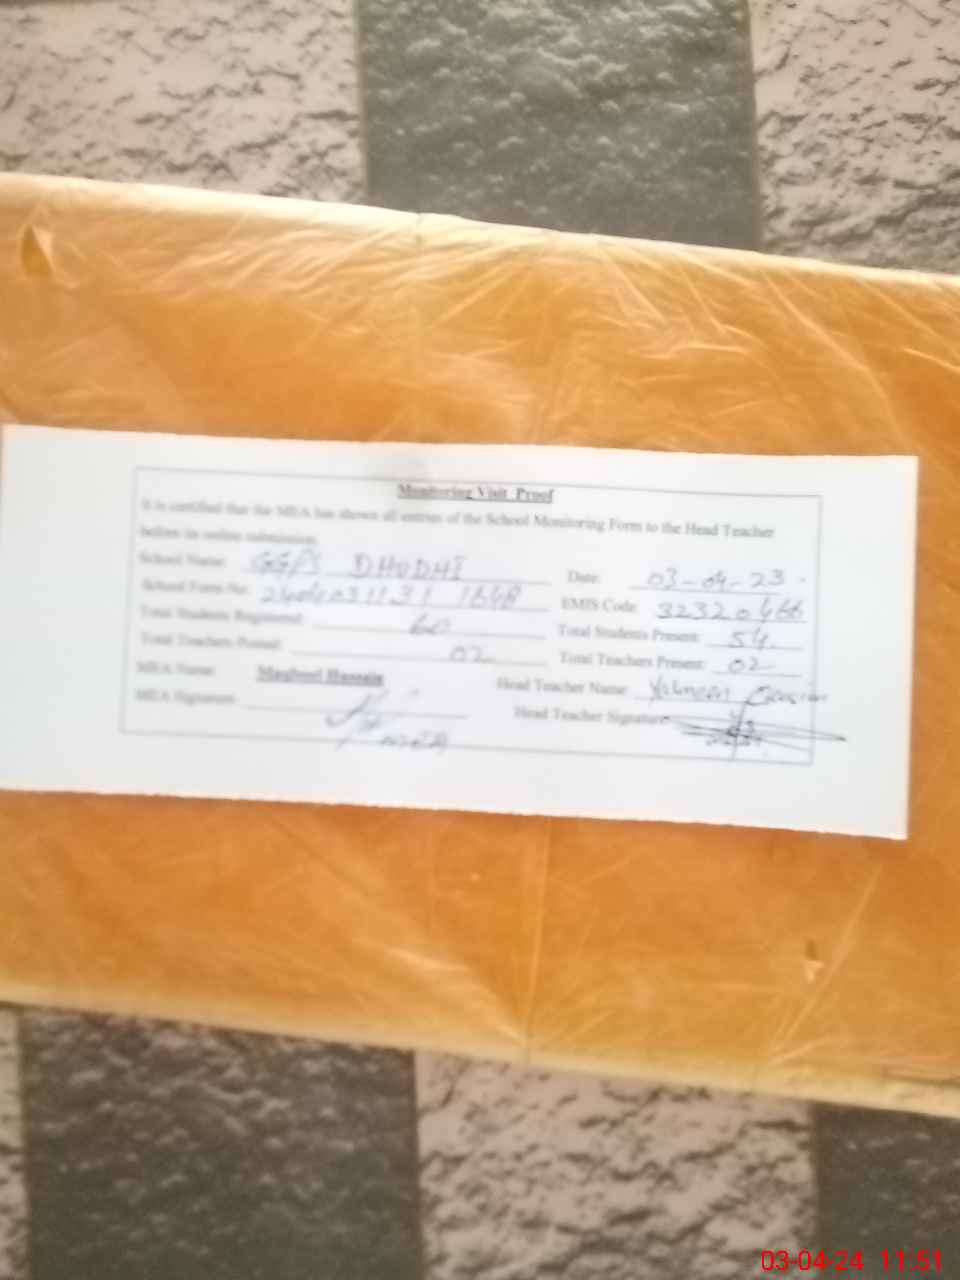 Monitoring Visit Proof
It is certified that the MEA has shown all entries of the School Monitoring Form to the Head Teacher
before its online submission.
School Name: GGPS DHUDHI Date: 03-04-23
School Form No: EMIS Code: 32320466
Total Students Registered: 60 Total Students Present: 54
Total Teachers Posted: 02 Total Teachers Present: 02
MEA Name: Maqbool Hussain Head Teacher Name:
MEA Signature: Head Teacher Signature:
MEA
03-04-24 11:51